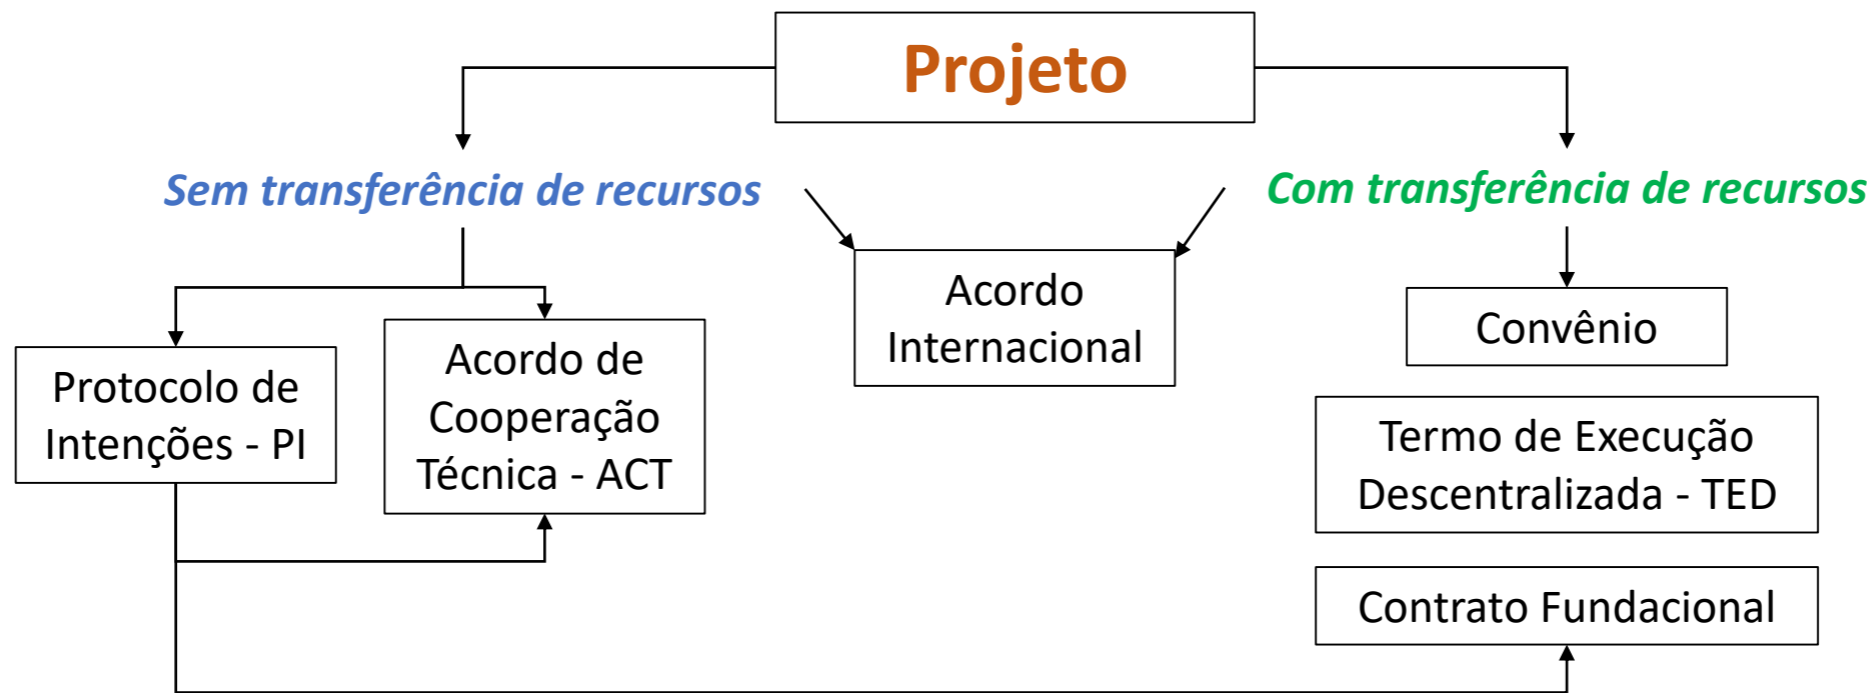 Projeto
Sem transferência de recursos
Com transferência de recursos
Acordo
Internacional
Convênio
Protocolo de
Intenções - PI
Acordo de
Cooperação
Técnica - ACT
Termo de Execução
Descentralizada - TED
Contrato Fundacional